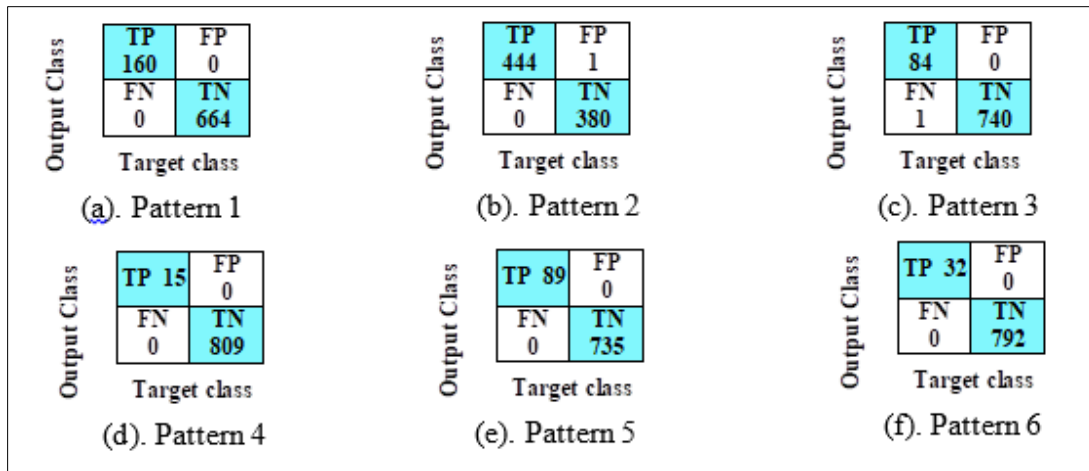 Output Class
TP FP
160 0
FN TN
0 664
Target class
(a). Pattern 1
Output Class
TP FP
444 1
FN TN
0 380
Target class
(b). Pattern 2
Output Class
TP FP
84 0
FN TN
1 740
Target class
(c). Pattern 3
Output Class
TP 15 FP
0
FN TN
0 809
Target class
(d). Pattern 4
Output Class
TP 89 FP
0
FN TN
0 735
Target class
(e). Pattern 5
Output Class
TP 32 FP
0
FN TN
0 792
Target class
(f). Pattern 6